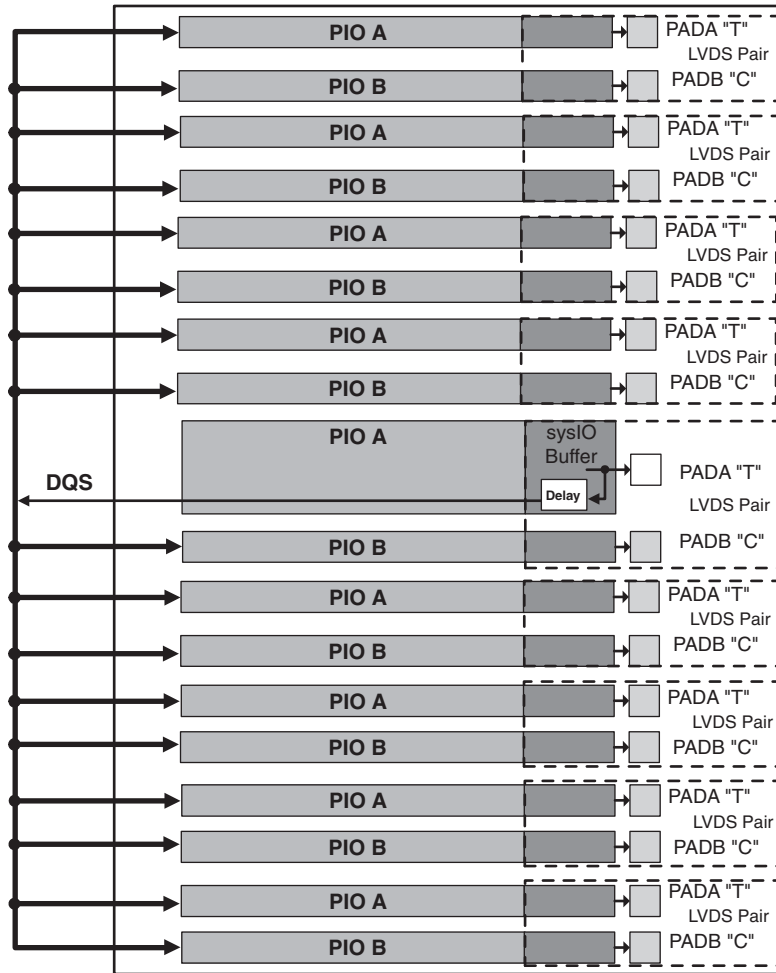 PIO A
PADA "T"
LVDS Pair
PIO B
PADB "C"
PIO A
PADA "T"
LVDS Pair
PIO B
PADB "C"
PIO A
PADA "T"
LVDS Pair
PIO B
PADB "C"
PIO A
PADA "T"
LVDS Pair
PIO B
PADB "C"
PIO A
sysIO
Buffer
PADA "T"
DQS
Delay
LVDS Pair
PIO B
PADB "C"
PIO A
PADA "T"
LVDS Pair
PIO B
PADB "C"
PIO A
PADA "T"
LVDS Pair
PIO B
PADB "C"
PIO A
PADA "T"
LVDS Pair
PIO B
PADB "C"
PIO A
PADA "T"
LVDS Pair
PIO B
PADB "C"